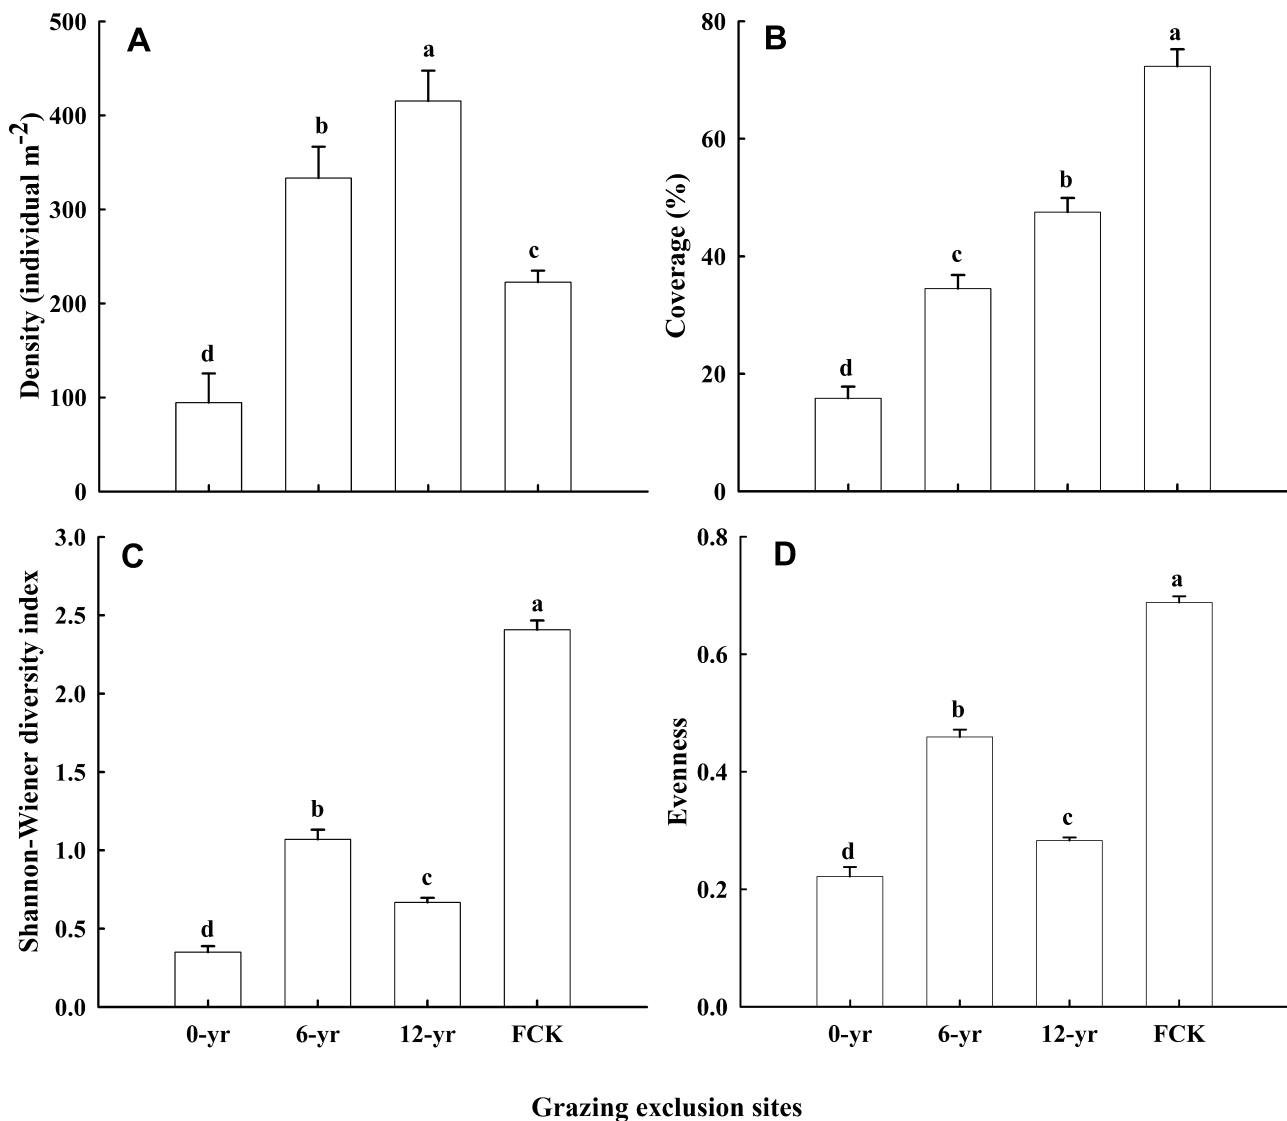 A
Density (individual m-2)
500
400
300
200
100
0
d
b
a
c
B
Coverage (%)
80
60
40
20
0
d
c
b
a
C
Shannon-Wiener diversity index
3.0
2.5
2.0
1.5
1.0
0.5
0.0
d
b
c
a
0-yr 6-yr 12-yr FCK
D
Evenness
0.8
0.6
0.4
0.2
0.0
d
b
c
a
0-yr 6-yr 12-yr FCK
Grazing exclusion sites